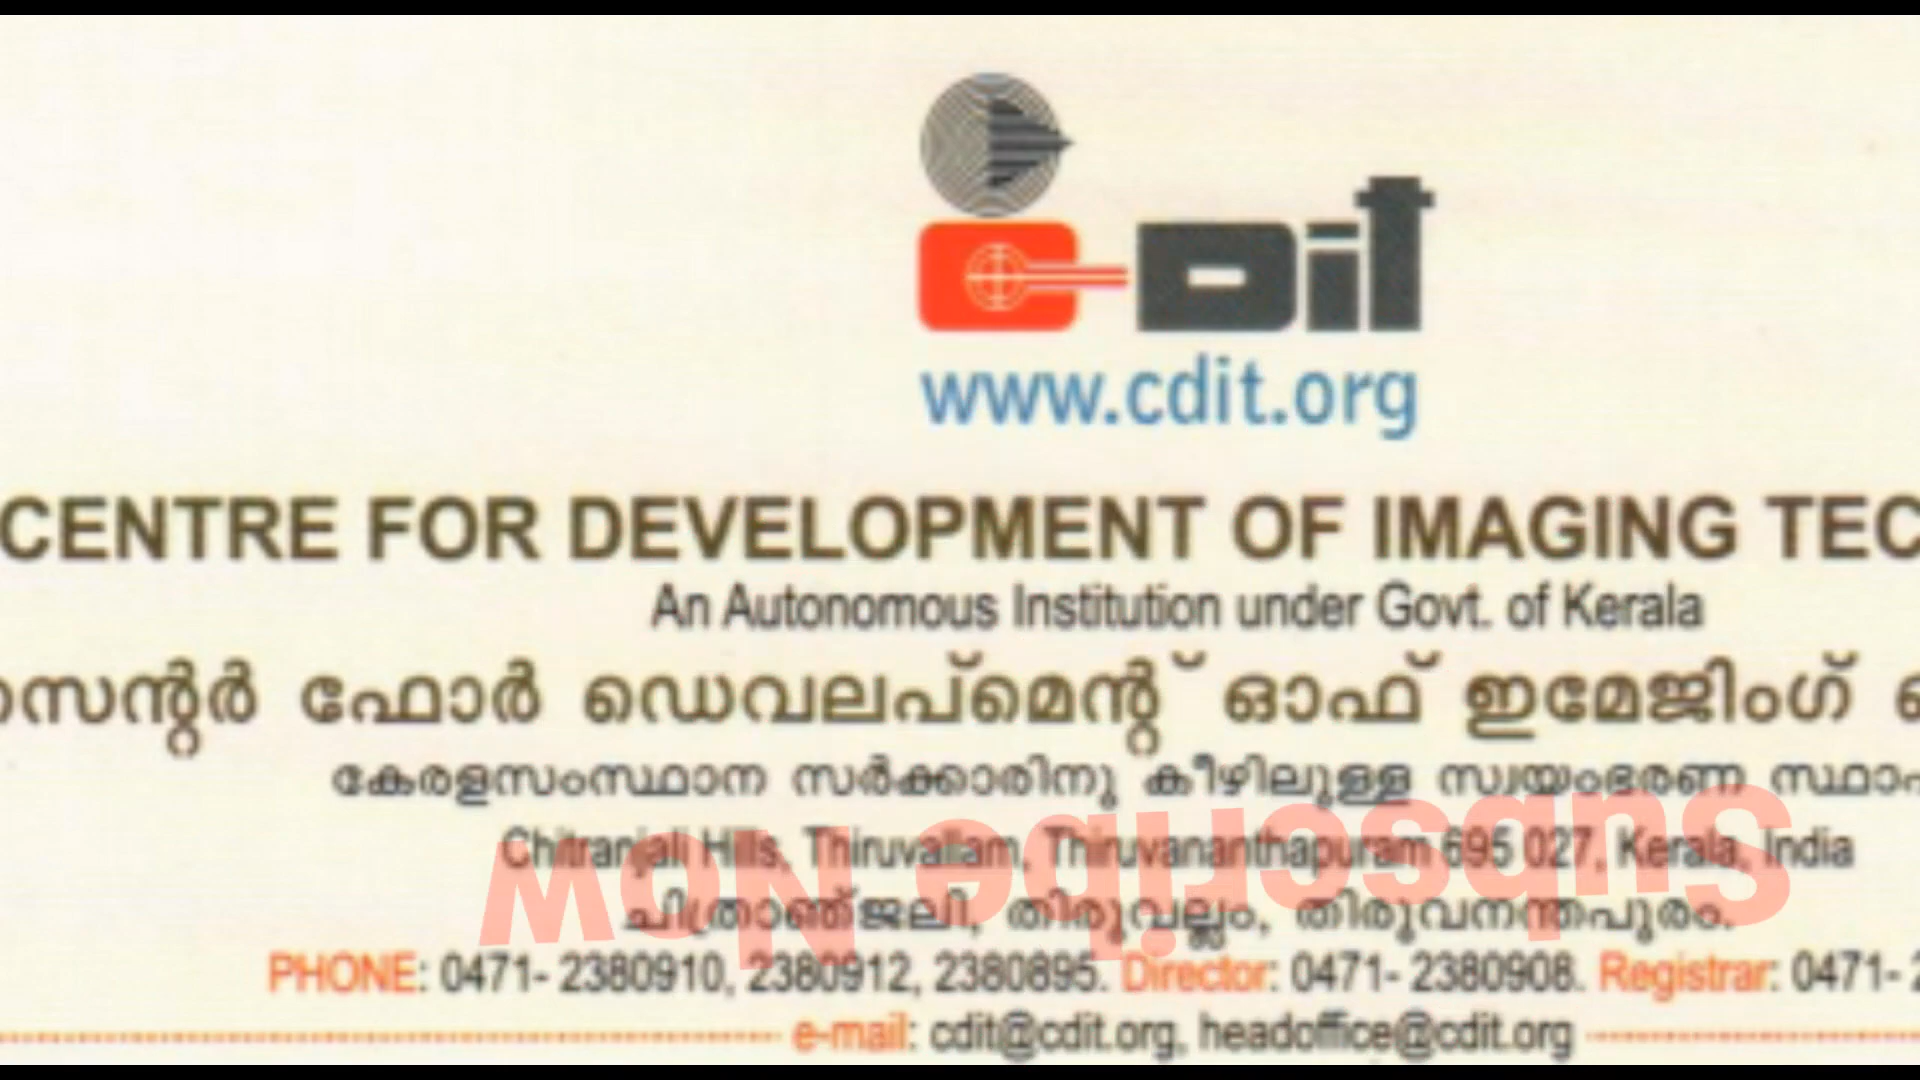 C-Dit
www.cdit.org
CENTRE FOR DEVELOPMENT OF IMAGING TEC
An Autonomous Institution under Govt. of Kerala
സെന്റർ ഫോർ ഡെവലപ്മെന്റ് ഓഫ് ഇമേജിംഗ്
കേരളസംസ്ഥാന സർക്കാരിനു കീഴിലുള്ള സ്വയംഭരണ സ്ഥാപ
Chitranjali Hills, Thiruvallam, Thiruvananthapuram 695 027, Kerala, India
ചിത്രാഞ്ജലി, തിരുവല്ലം, തിരുവനന്തപുരം.
Subscribe Now
PHONE: 0471- 2380910, 2380912, 2380895. Director: 0471- 2380908. Registrar: 0471- 2
e-mail: cdit@cdit.org, headoffice@cdit.org